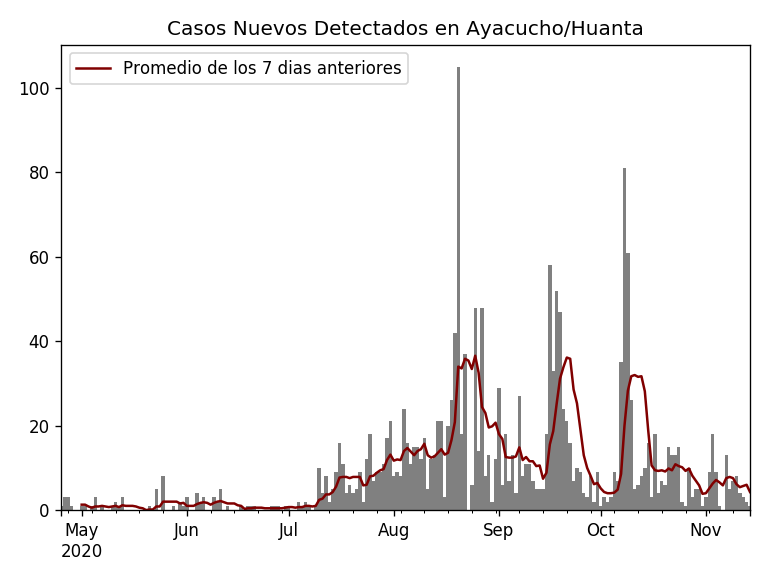 Casos Nuevos Detectados en Ayacucho/Huanta
Promedio de los 7 dias anteriores
100
80
60
40
20
0
May Jun Jul Aug Sep Oct Nov
2020